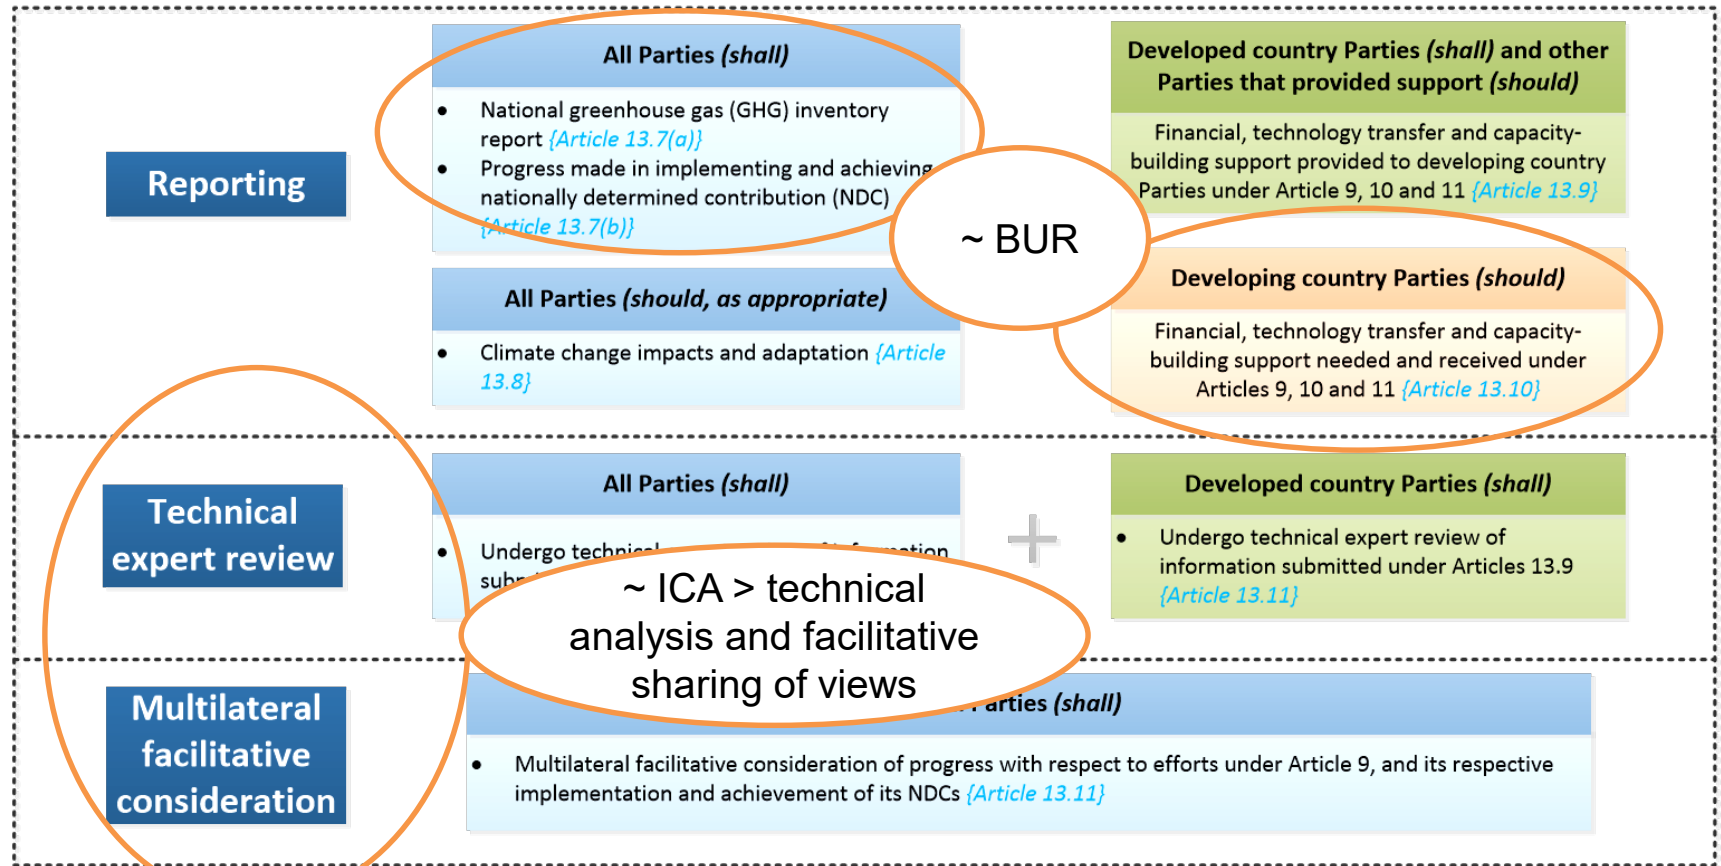 Reporting
All Parties (shall)
• National greenhouse gas (GHG) inventory
report {Article 13.7(a)}
• Progress made in implementing and achieving
nationally determined contribution (NDC)
{Article 13.7(b)}
Developed country Parties (shall) and other
Parties that provided support (should)
Financial, technology transfer and capacity-
building support provided to developing country
Parties under Article 9, 10 and 11 {Article 13.9}
~ BUR
All Parties (should, as appropriate)
• Climate change impacts and adaptation {Article
13.8}
Developing country Parties (should)
Financial, technology transfer and capacity-
building support needed and received under
Articles 9, 10 and 11 {Article 13.10}
Technical
expert review
All Parties (shall)
• Undergo technical
+
Developed country Parties (shall)
• Undergo technical expert review of
information submitted under Articles 13.9
{Article 13.11}
~ ICA > technical
analysis and facilitative
sharing of views
Multilateral
facilitative
consideration
Parties (shall)
• Multilateral facilitative consideration of progress with respect to efforts under Article 9, and its respective
implementation and achievement of its NDCs {Article 13.11}